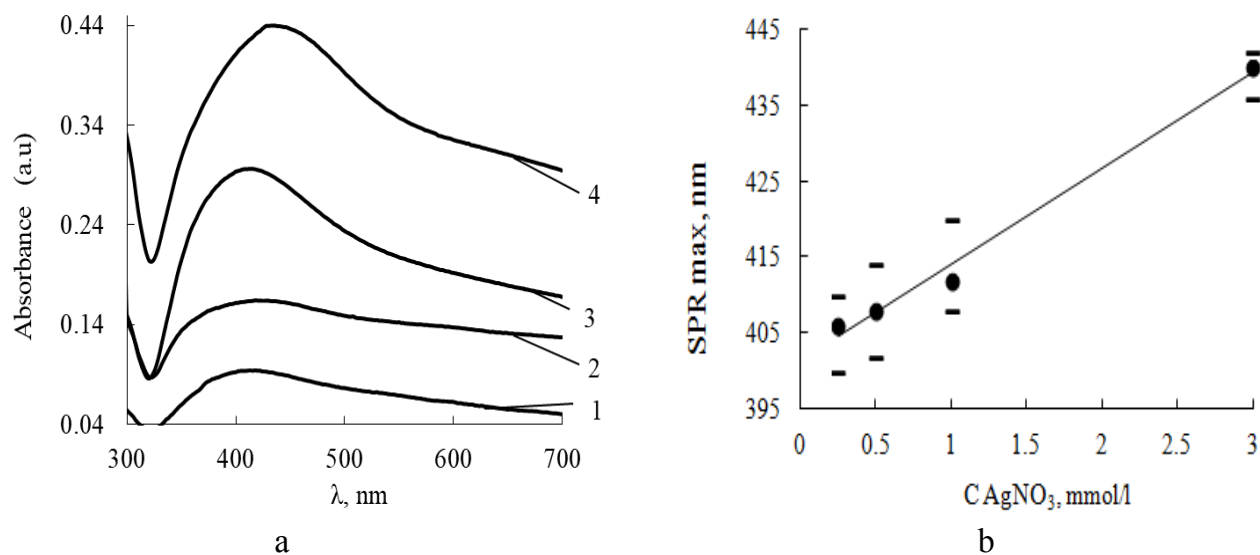 0.44
0.34
0.24
0.14
0.04
Absorbance (a.u)
300 400 500 600 700
λ, nm
4
3
2
1
a
445
435
425
415
405
395
SPR max, nm
0 0.5 1 1.5 2 2.5 3
C AgNO₃, mmol/l
b